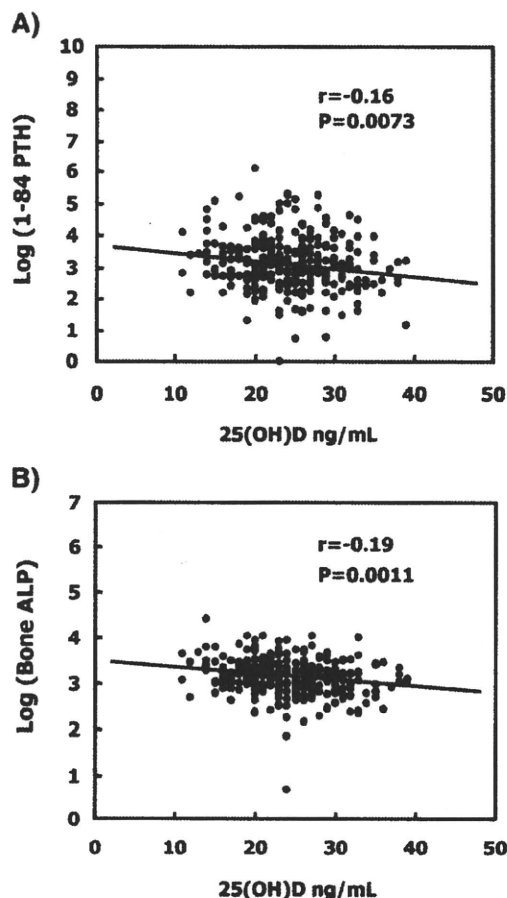 A)
10
9
8
7
6
5
4
3
2
1
0
Log (1-84 PTH)
r=-0.16
P=0.0073
0 10 20 30 40 50
25(OH)D ng/mL
B)
7
6
5
4
3
2
1
0
Log (Bone ALP)
r=-0.19
P=0.0011
0 10 20 30 40 50
25(OH)D ng/mL